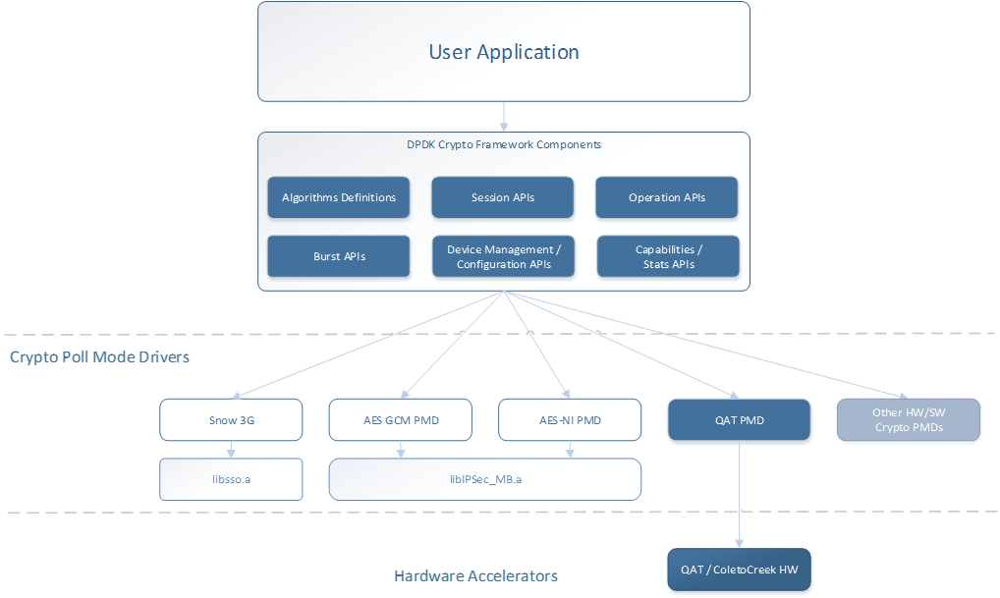 User Application
DPDK Crypto Framework Components
Algorithms Definitions
Session APIs
Operation APIs
Burst APIs
Device Management /
Configuration APIs
Capabilities /
Stats APIs
Crypto Poll Mode Drivers
Snow 3G
AES GCM PMD
AES-NI PMD
QAT PMD
Other HW/SW
Crypto PMDs
libsso.a
libIPSec_MB.a
Hardware Accelerators
QAT / ColetoCreek HW